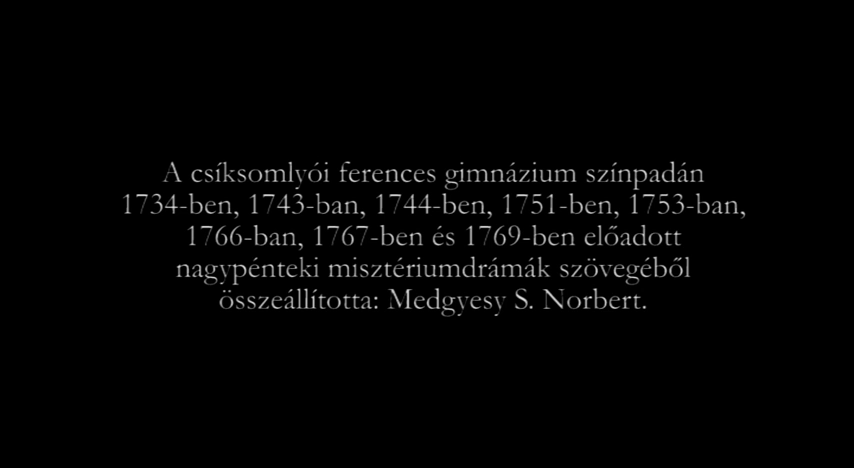 A csíksomlyói ferences gimnázium színpadán
1734-ben, 1743-ban, 1744-ben, 1751-ben, 1753-ban,
1766-ban, 1767-ben és 1769-ben előadott
nagypénteki misztériumdrámák szövegéből
összeállította: Medgyesy S. Norbert.